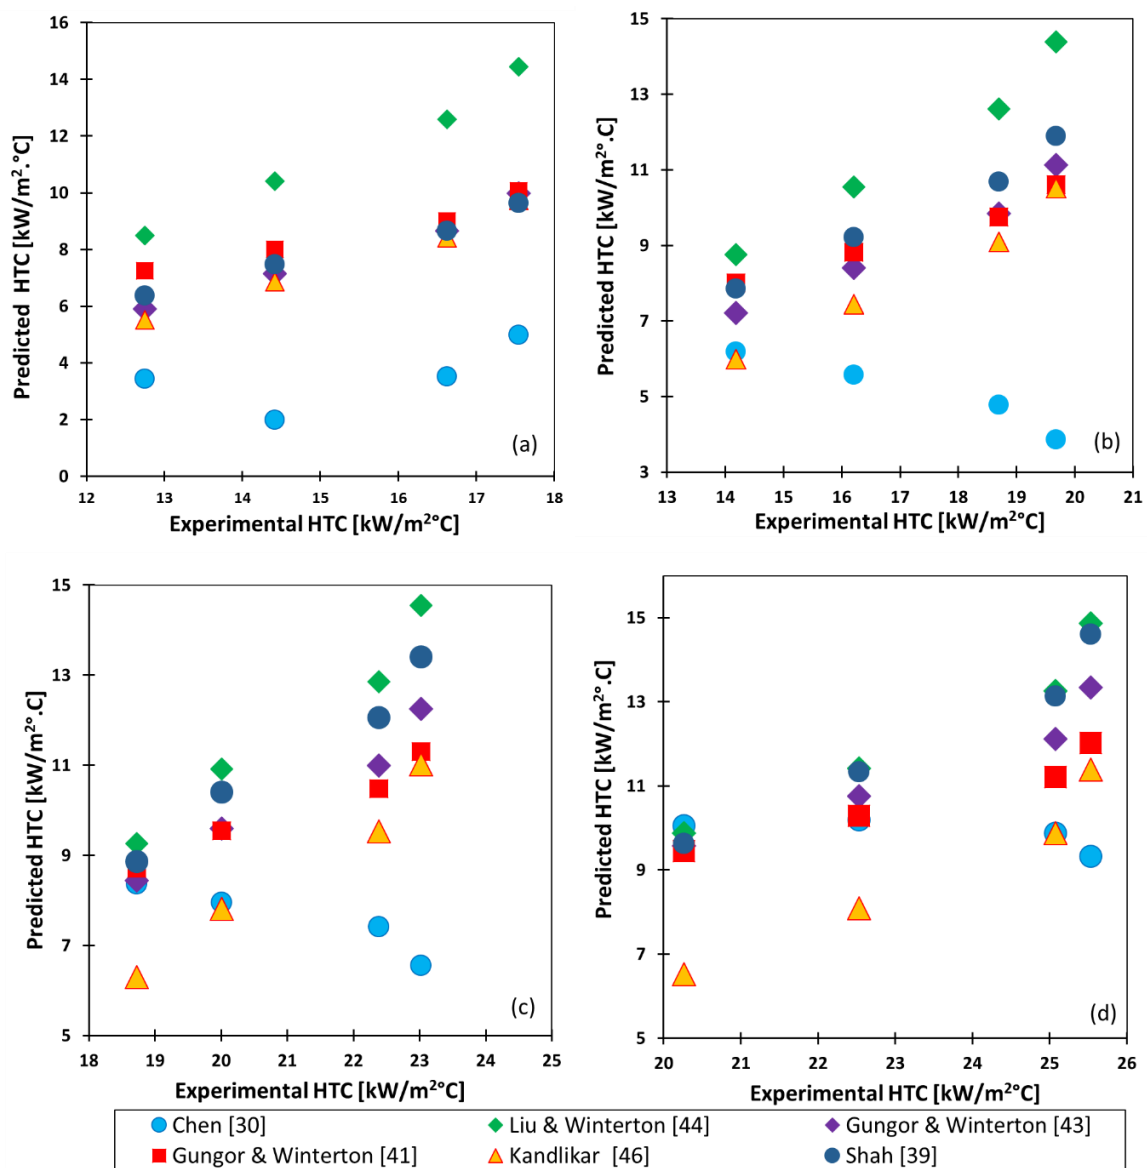 Predicted HTC [kW/m².°C]
16
14
12
10
8
6
4
2
0
(a)
12 13 14 15 16 17 18
Experimental HTC [kW/m²°C]
Predicted HTC [kW/m²°.C]
15
13
11
9
7
5
3
(b)
13 14 15 16 17 18 19 20 21
Experimental HTC [kW/m²°C]
Predicted HTC [kW/m²°.C]
15
13
11
9
7
5
(c)
18 19 20 21 22 23 24 25
Experimental HTC [kW/m²°C]
Predicted HTC [kW/m²°.C]
15
13
11
9
7
5
(d)
20 21 22 23 24 25 26
Experimental HTC [kW/m²°C]
Chen [30] Liu & Winterton [44] Gungor & Winterton [43]
Gungor & Winterton [41] Kandlikar [46] Shah [39]